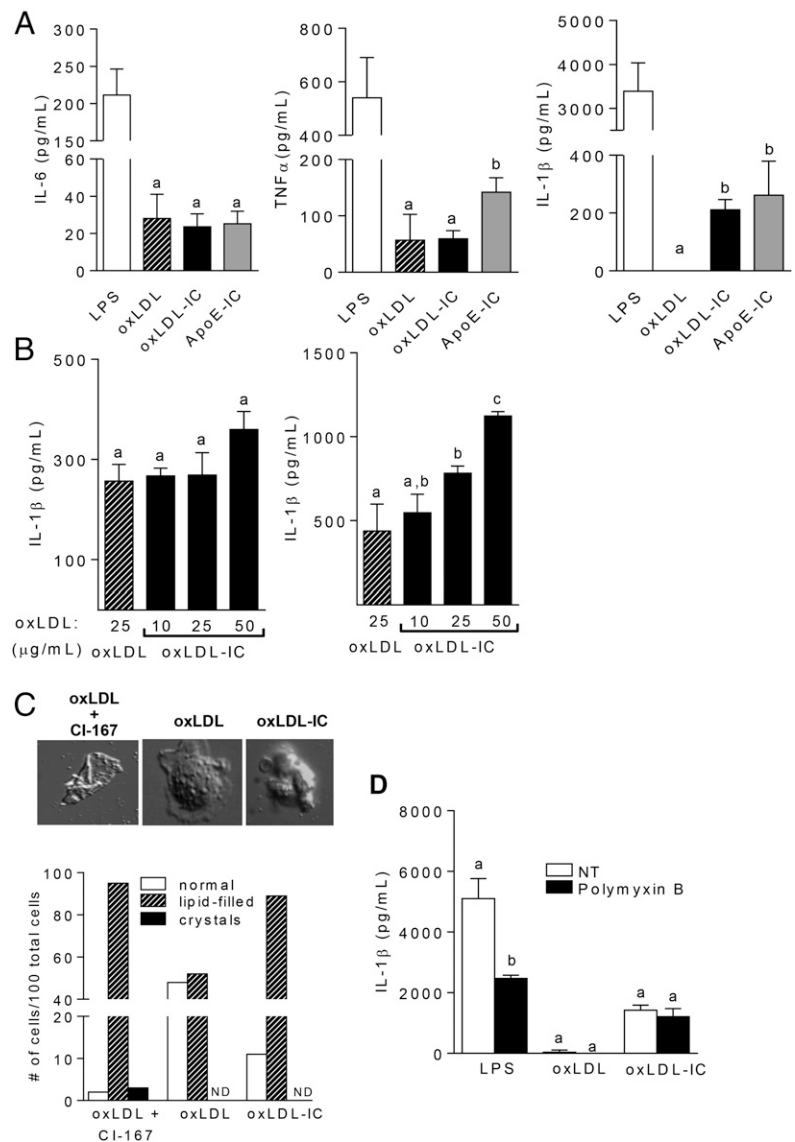 A
IL-6 (pg/mL)
300
250
200
150
60
40
20
0
a
a
a
LPS
oxLDL
oxLDL-IC
ApoE-IC
TNFα (pg/mL)
800
600
400
200
100
0
a
a
b
LPS
oxLDL
oxLDL-IC
ApoE-IC
IL-1β (pg/mL)
5000
4000
3000
400
200
0
a
b
b
LPS
oxLDL
oxLDL-IC
ApoE-IC
B
IL-1β (pg/mL)
500
300
100
a
a
a
a
oxLDL: 25 10 25 50
(μg/mL) oxLDL oxLDL-IC
IL-1β (pg/mL)
1500
1000
500
a
a,b
b
c
25 10 25 50
oxLDL oxLDL-IC
C
oxLDL
+
CI-167
oxLDL
oxLDL-IC
# of cells/100 total cells
100
80
60
40
20
10
0
normal
lipid-filled
crystals
ND
ND
oxLDL +
CI-167
oxLDL
oxLDL-IC
D
IL-1β (pg/mL)
8000
6000
4000
2000
0
NT
Polymyxin B
a
b
a
a
a
a
LPS
oxLDL
oxLDL-IC